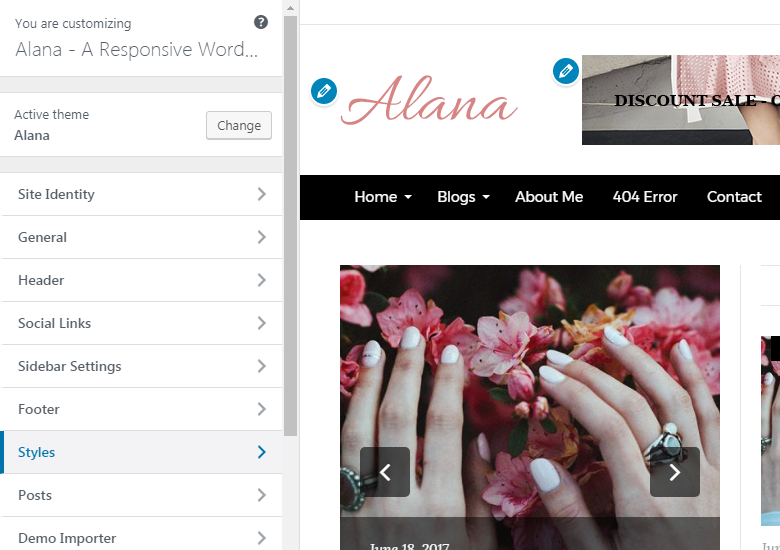 You are customizing
Alana - A Responsive Word...
Active theme
Alana
Change
Site Identity
General
Header
Social Links
Sidebar Settings
Footer
Styles
Posts
Demo Importer
Alana
DISCOUNT SALE -
Home
Blogs
About Me
404 Error
Contact
June 18, 2017